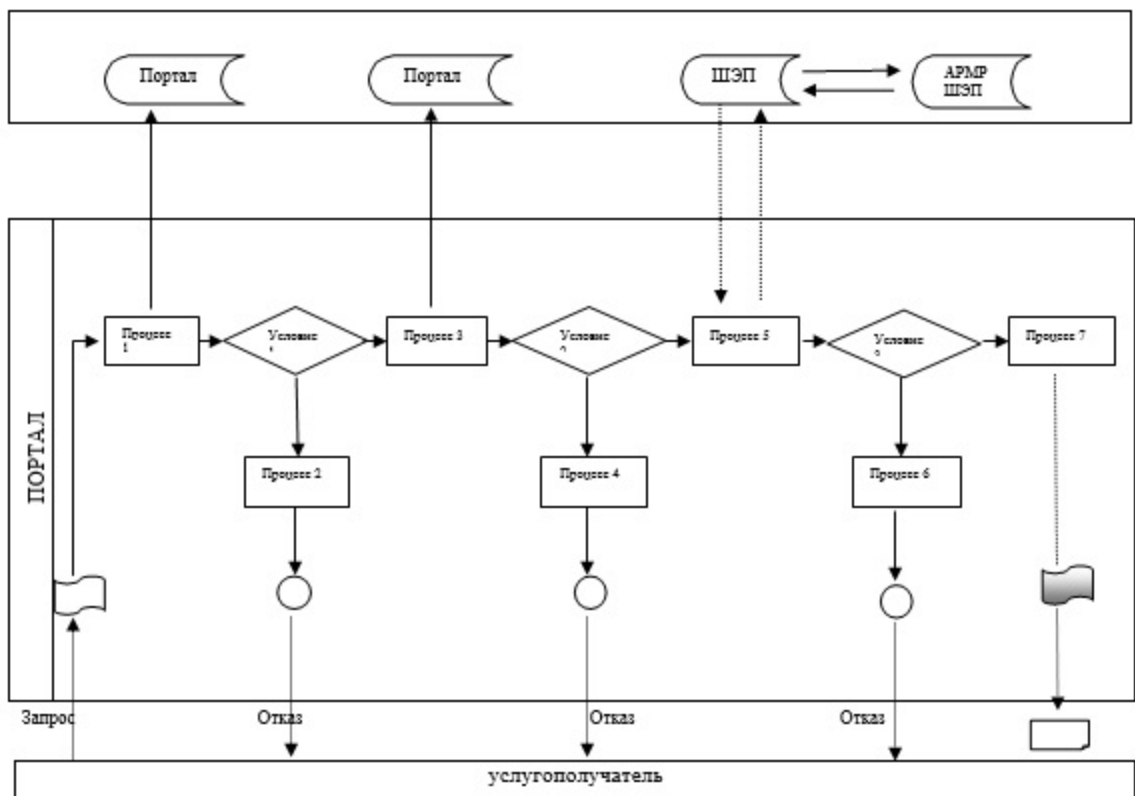 Портал
Портал
ШЭП
АРМР
ШЭП
ПОРТАЛ
Процесс
1
Условие
Процесс 3
Условие
Процесс 5
Условие
Процесс 7
Процесс 2
Процесс 4
Процесс 6
Запрос
Отказ
Отказ
Отказ
услугополучатель